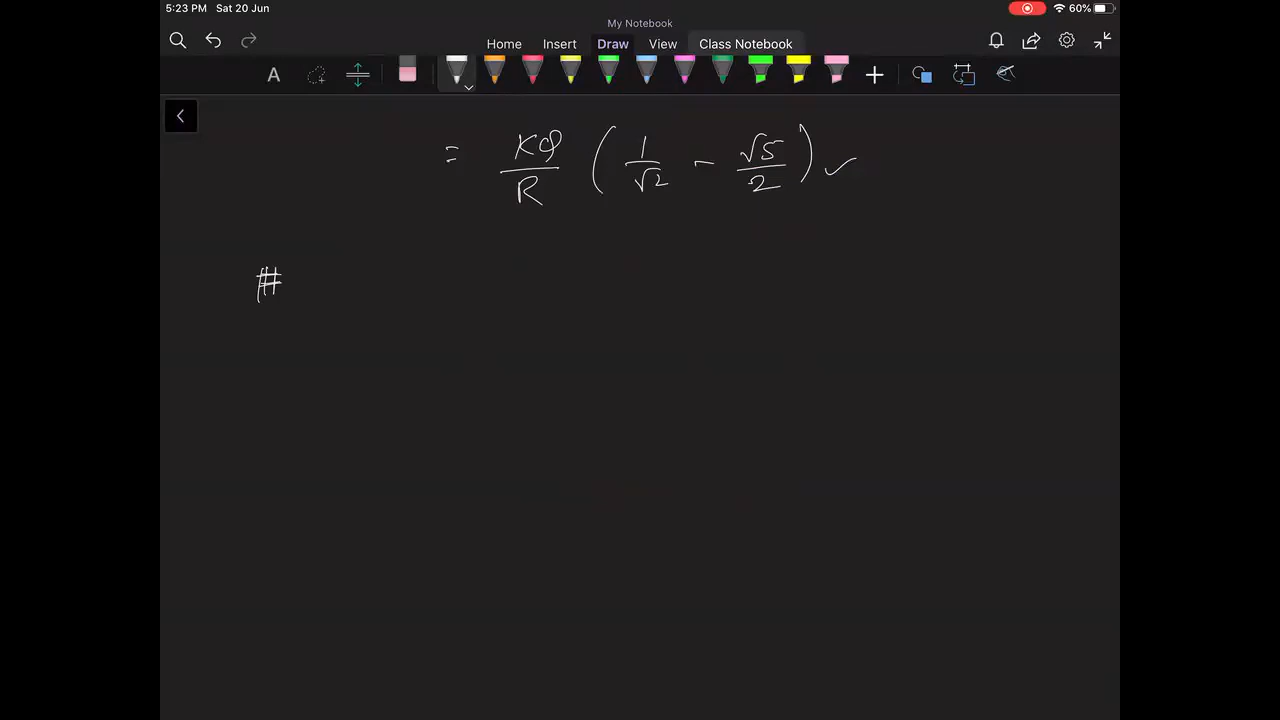 5:23 PM Sat 20 Jun
60%
My Notebook
Home Insert Draw View Class Notebook
A
= KQ/R (1/√2 - √5/2) ✓
#